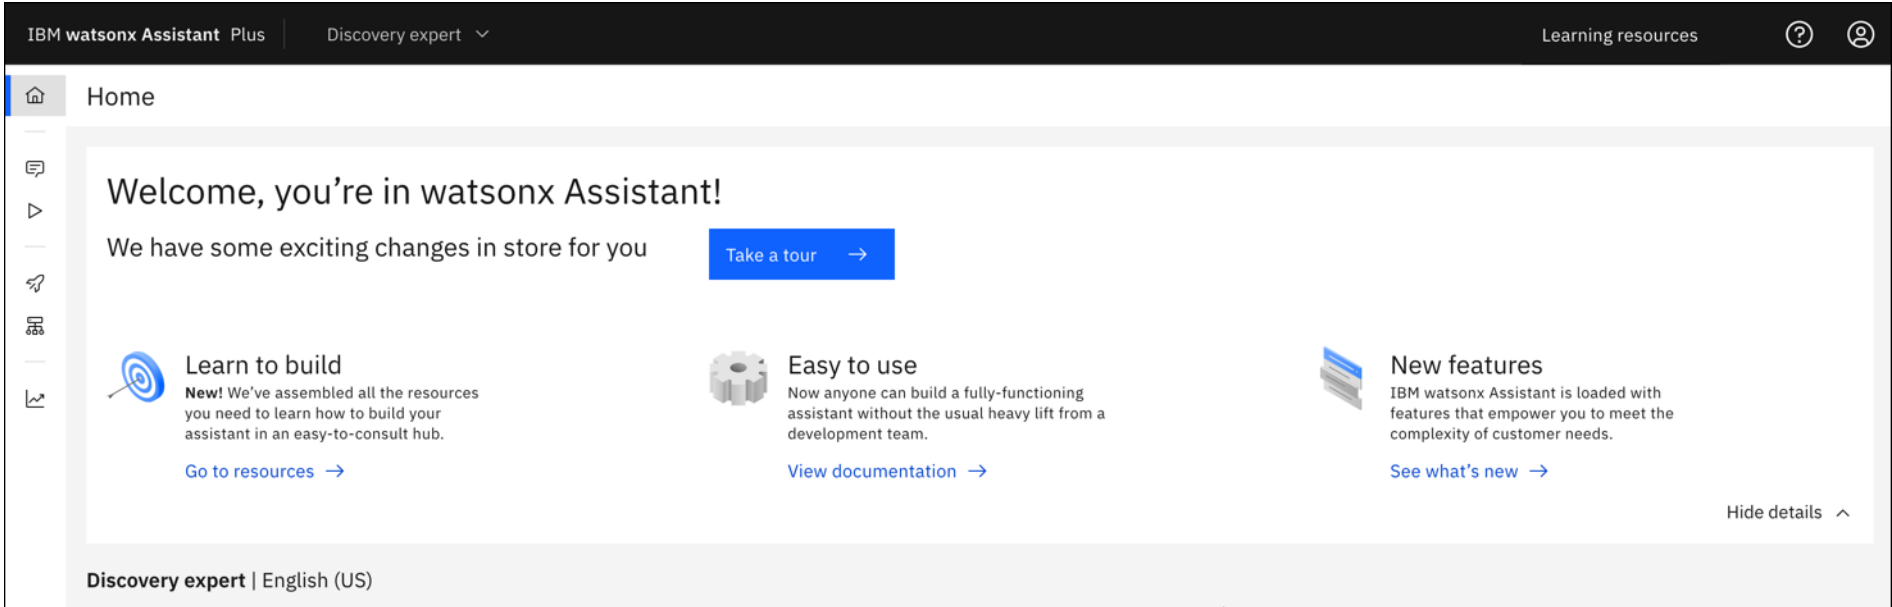 IBM watsonx Assistant Plus
Discovery expert
Learning resources
Home
Welcome, you're in watsonx Assistant!
We have some exciting changes in store for you
Take a tour
Learn to build
New! We've assembled all the resources
you need to learn how to build your
assistant in an easy-to-consult hub.
Go to resources
Easy to use
Now anyone can build a fully-functioning
assistant without the usual heavy lift from a
development team.
View documentation
New features
IBM watsonx Assistant is loaded with
features that empower you to meet the
complexity of customer needs.
See what's new
Hide details
Discovery expert | English (US)